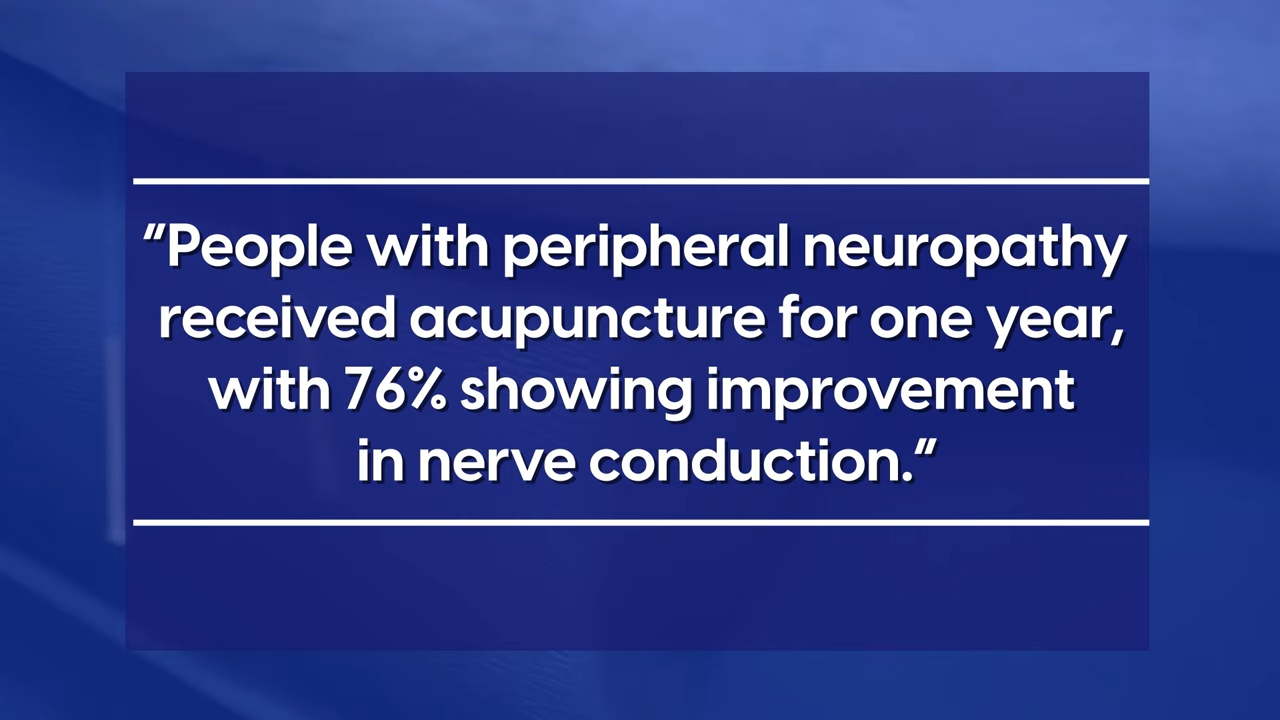 “People with peripheral neuropathy
received acupuncture for one year,
with 76% showing improvement
in nerve conduction.”